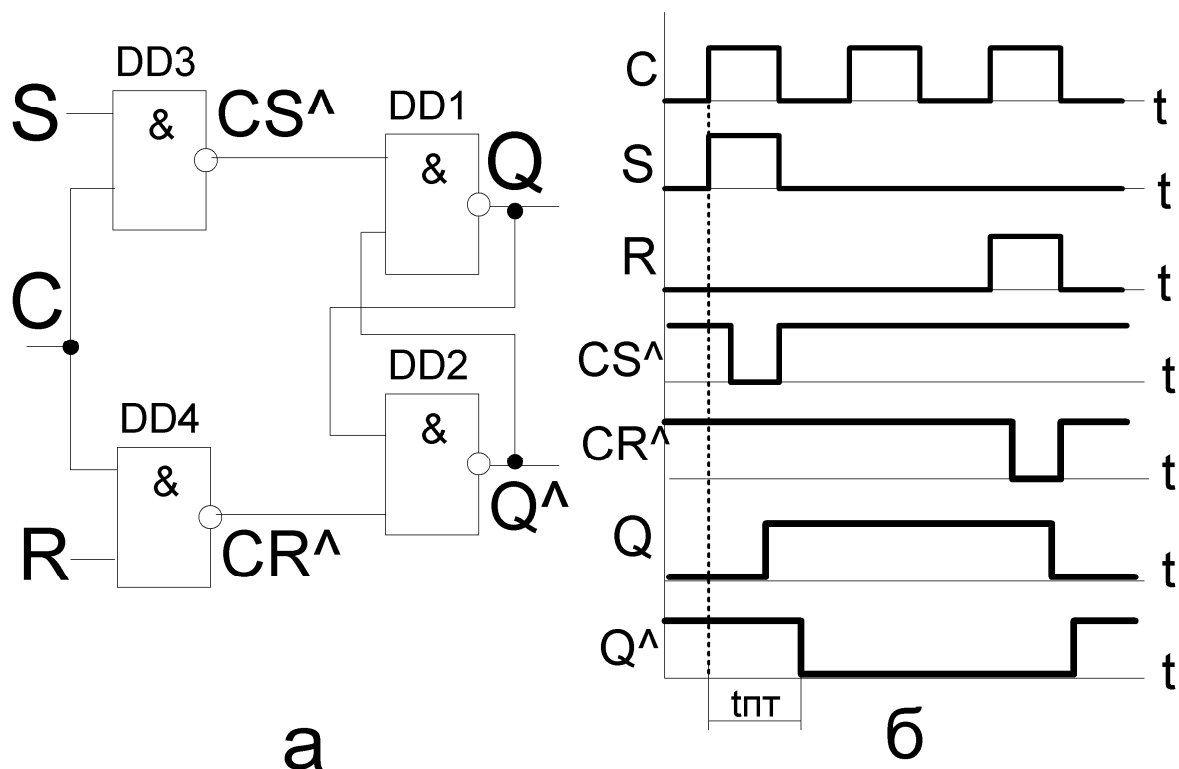 DD3
S
&
CS^
DD1
&
Q
C
DD2
&
Q^
DD4
&
R
CR^
а
C
t
S
t
R
t
CS^
t
CR^
t
Q
t
Q^
t
tпт
б